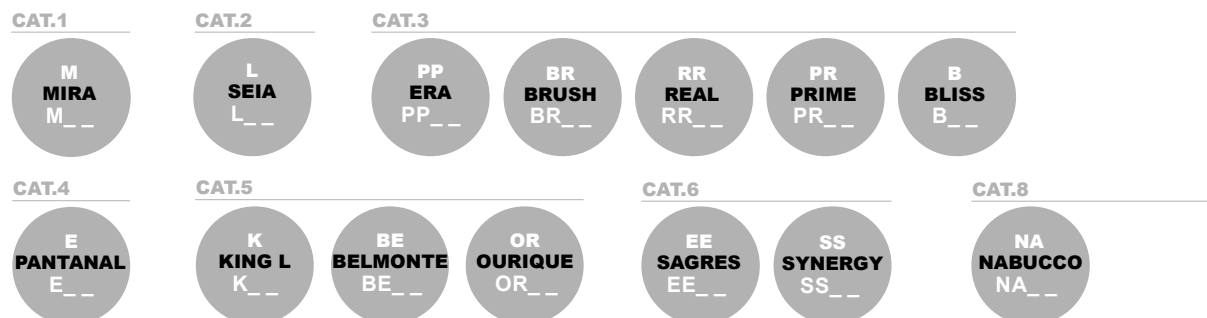 CAT.1
M
MIRA
M_ _
CAT.2
L
SEIA
L_ _
CAT.3
PP
ERA
PP_ _
BR
BRUSH
BR_ _
RR
REAL
RR_ _
PR
PRIME
PR_ _
B
BLISS
B_ _
CAT.4
E
PANTANAL
E_ _
CAT.5
K
KING L
K_ _
BE
BELMONTE
BE_ _
OR
OURIQUE
OR_ _
CAT.6
EE
SAGRES
EE_ _
SS
SYNERGY
SS_ _
CAT.8
NA
NABUCCO
NA_ _